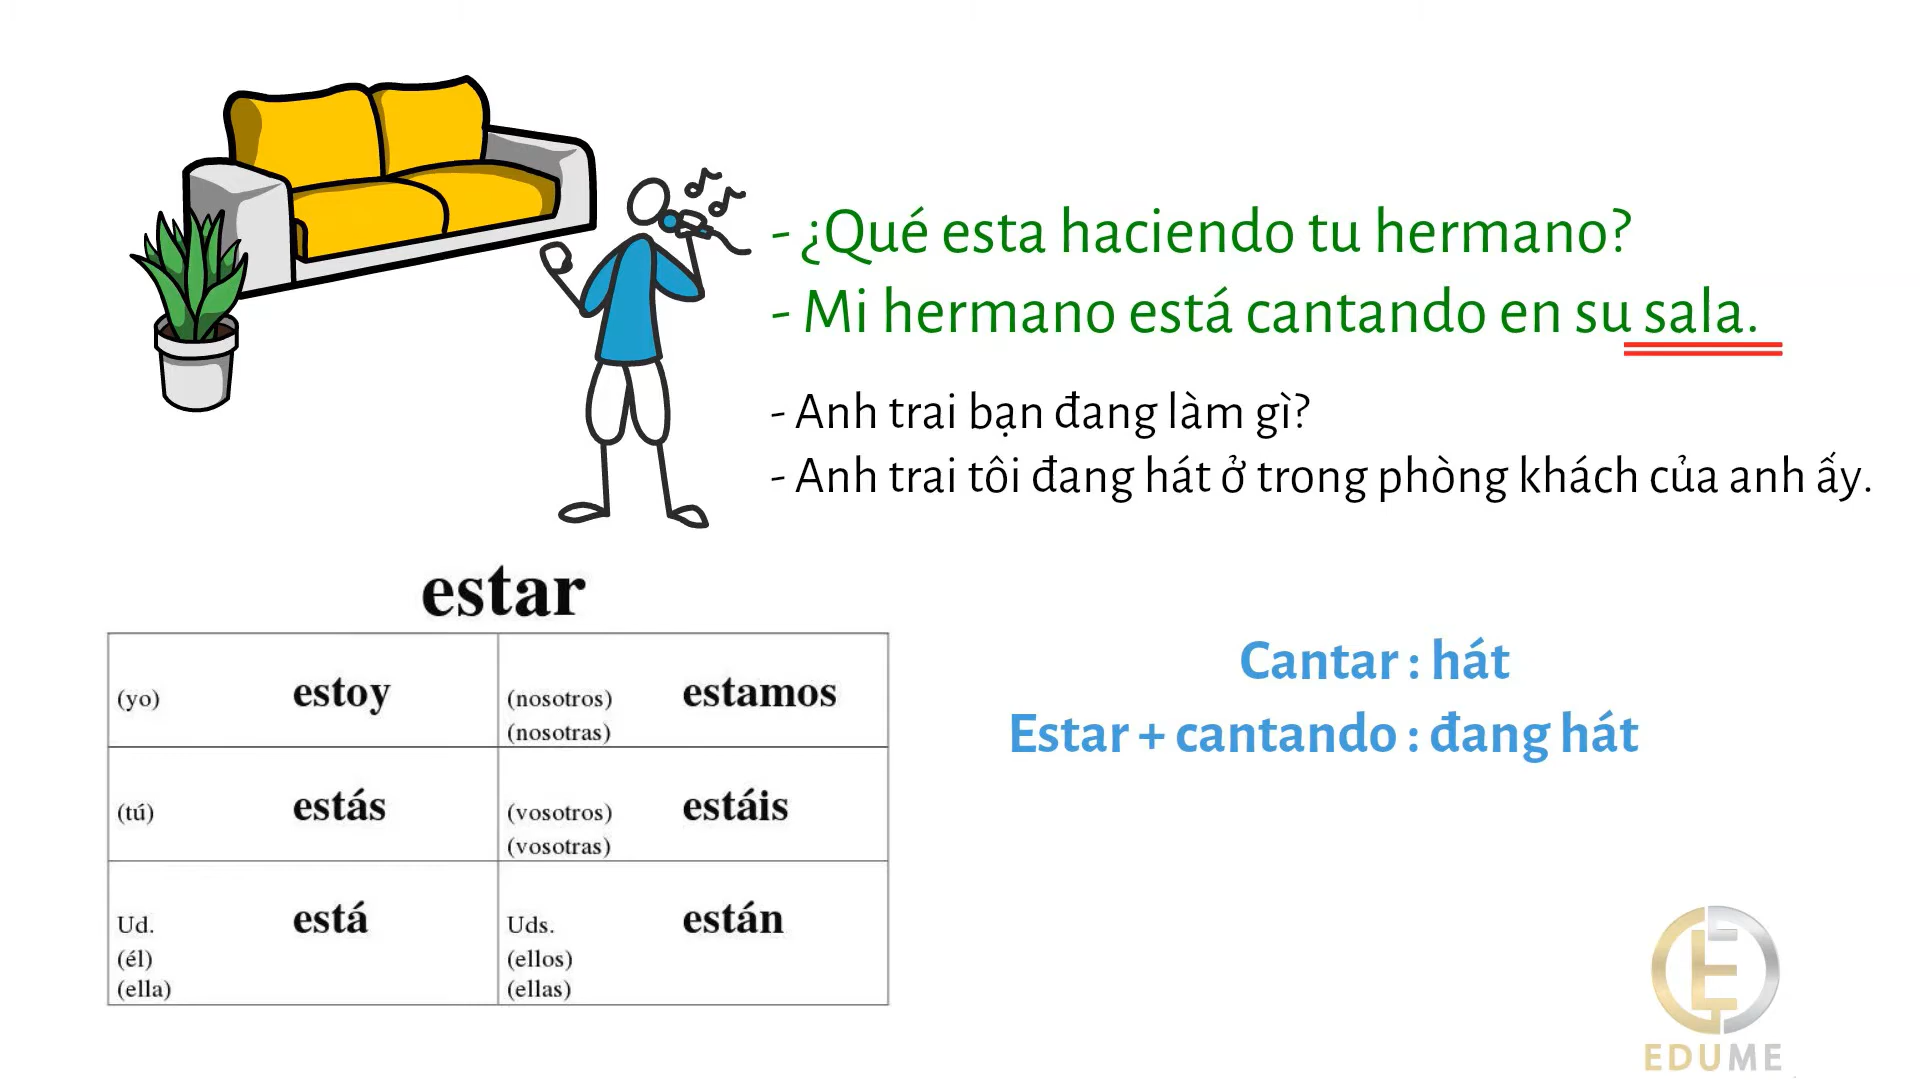 - ¿Qué esta haciendo tu hermano?
- Mi hermano está cantando en su sala.
- Anh trai bạn đang làm gì?
- Anh trai tôi đang hát ở trong phòng khách của anh ấy.
estar
(yo) estoy
(nosotros) estamos
(nosotras)
(tú) estás
(vosotros) estáis
(vosotras)
Ud. está
(él)
(ella)
Uds. están
(ellos)
(ellas)
Cantar : hát
Estar + cantando : đang hát
EDUME